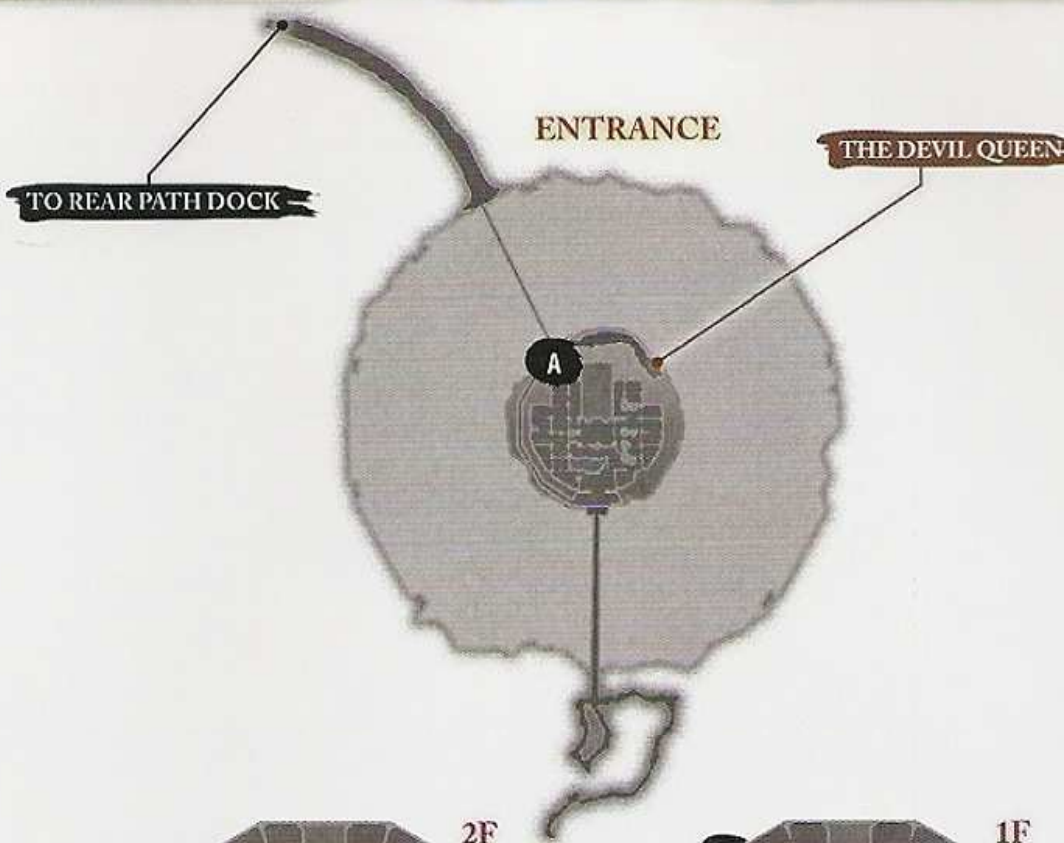 ENTRANCE
THE DEVIL QUEEN
TO REAR PATH DOCK
A
2F
1F